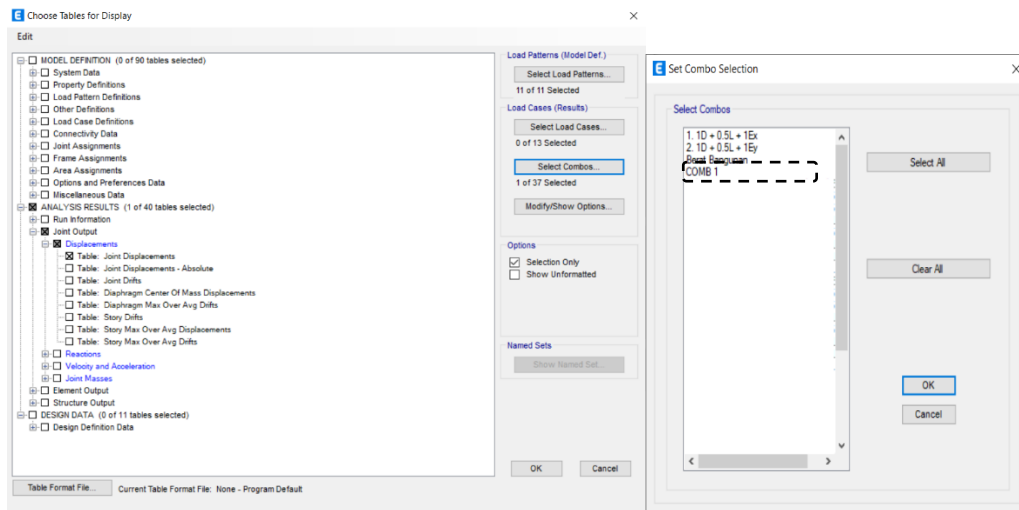 Choose Tables for Display
Edit
MODEL DEFINITION (0 of 90 tables selected)
System Data
Property Definitions
Load Pattern Definitions
Other Definitions
Load Case Definitions
Connectivity Data
Joint Assignments
Frame Assignments
Area Assignments
Options and Preferences Data
Miscellaneous Data
ANALYSIS RESULTS (1 of 40 tables selected)
Run Information
Joint Output
Displacements
Table: Joint Displacements
Table: Joint Displacements - Absolute
Table: Joint Drifts
Table: Diaphragm Center Of Mass Displacements
Table: Diaphragm Max Over Avg Drifts
Table: Story Drifts
Table: Story Max Over Avg Displacements
Table: Story Max Over Avg Drifts
Reactions
Velocity and Acceleration
Joint Masses
Element Output
Structure Output
DESIGN DATA (0 of 11 tables selected)
Design Definition Data
Table Format File...
Current Table Format File: None - Program Default
Load Patterns (Model Def.)
Select Load Patterns...
11 of 11 Selected
Load Cases (Results)
Select Load Cases...
0 of 13 Selected
Select Combos...
1 of 37 Selected
Modify/Show Options...
Options
Selection Only
Show Unformatted
Named Sets
Show Named Set...
OK
Cancel
Set Combo Selection
Select Combos
1. 1D + 0.5L + 1Ex
2. 1D + 0.5L + 1Ey
Berat Bangunan
COMB 1
Select All
Clear All
OK
Cancel